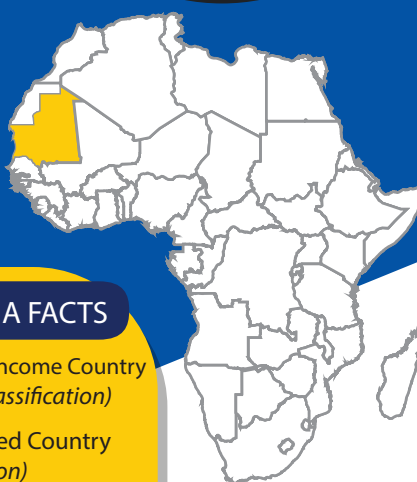 A FACTS
ncome Country
assification)
ed Country
on)